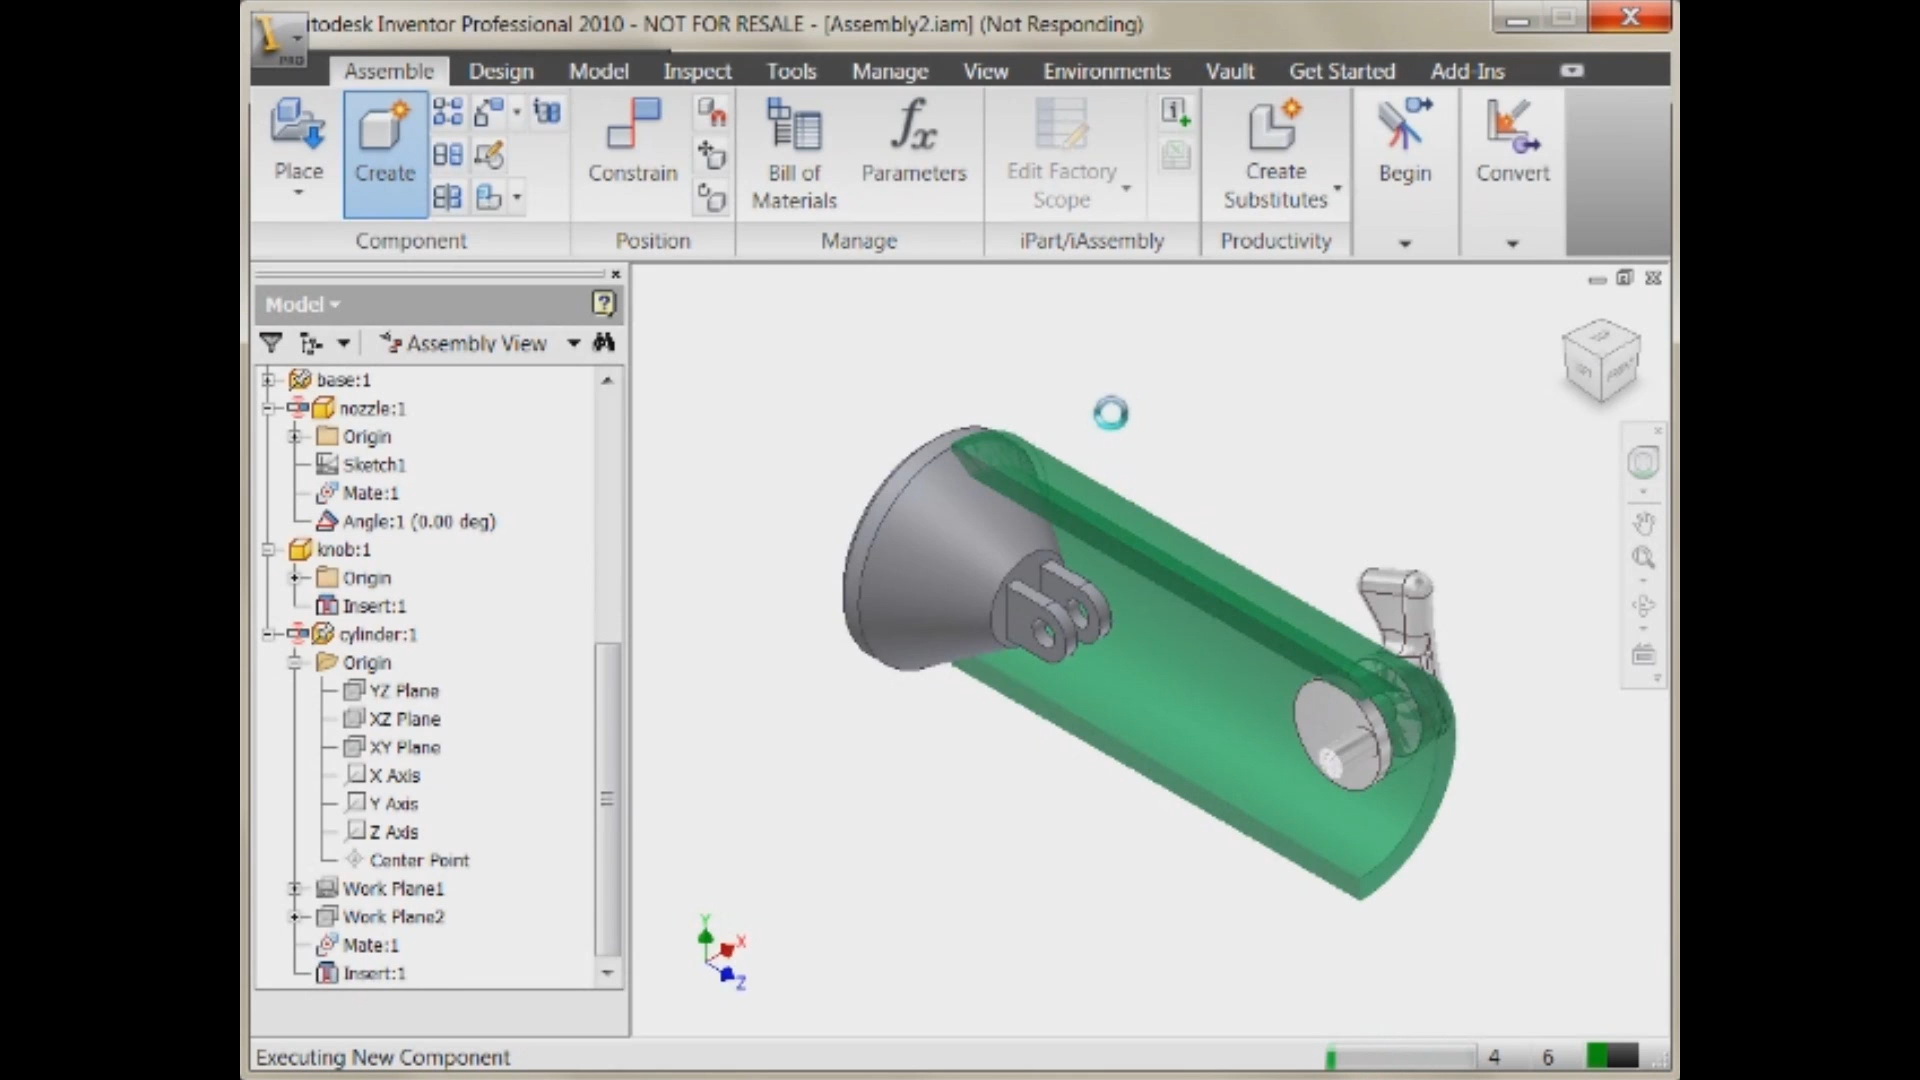 utodesk Inventor Professional 2010 - NOT FOR RESALE - [Assembly2.iam] (Not Responding)
PRO
Assemble Design Model Inspect Tools Manage View Environments Vault Get Started Add-Ins
Place
Create
Constrain
Bill of Materials
fx
Parameters
Edit Factory Scope
Create Substitutes
Begin
Convert
Component Position Manage iPart/iAssembly Productivity
Model
Assembly View
base:1
nozzle:1
Origin
Sketch1
Mate:1
Angle:1 (0.00 deg)
knob:1
Origin
Insert:1
cylinder:1
Origin
YZ Plane
XZ Plane
XY Plane
X Axis
Y Axis
Z Axis
Center Point
Work Plane1
Work Plane2
Mate:1
Insert:1
Y
X
Z
Executing New Component
4 6